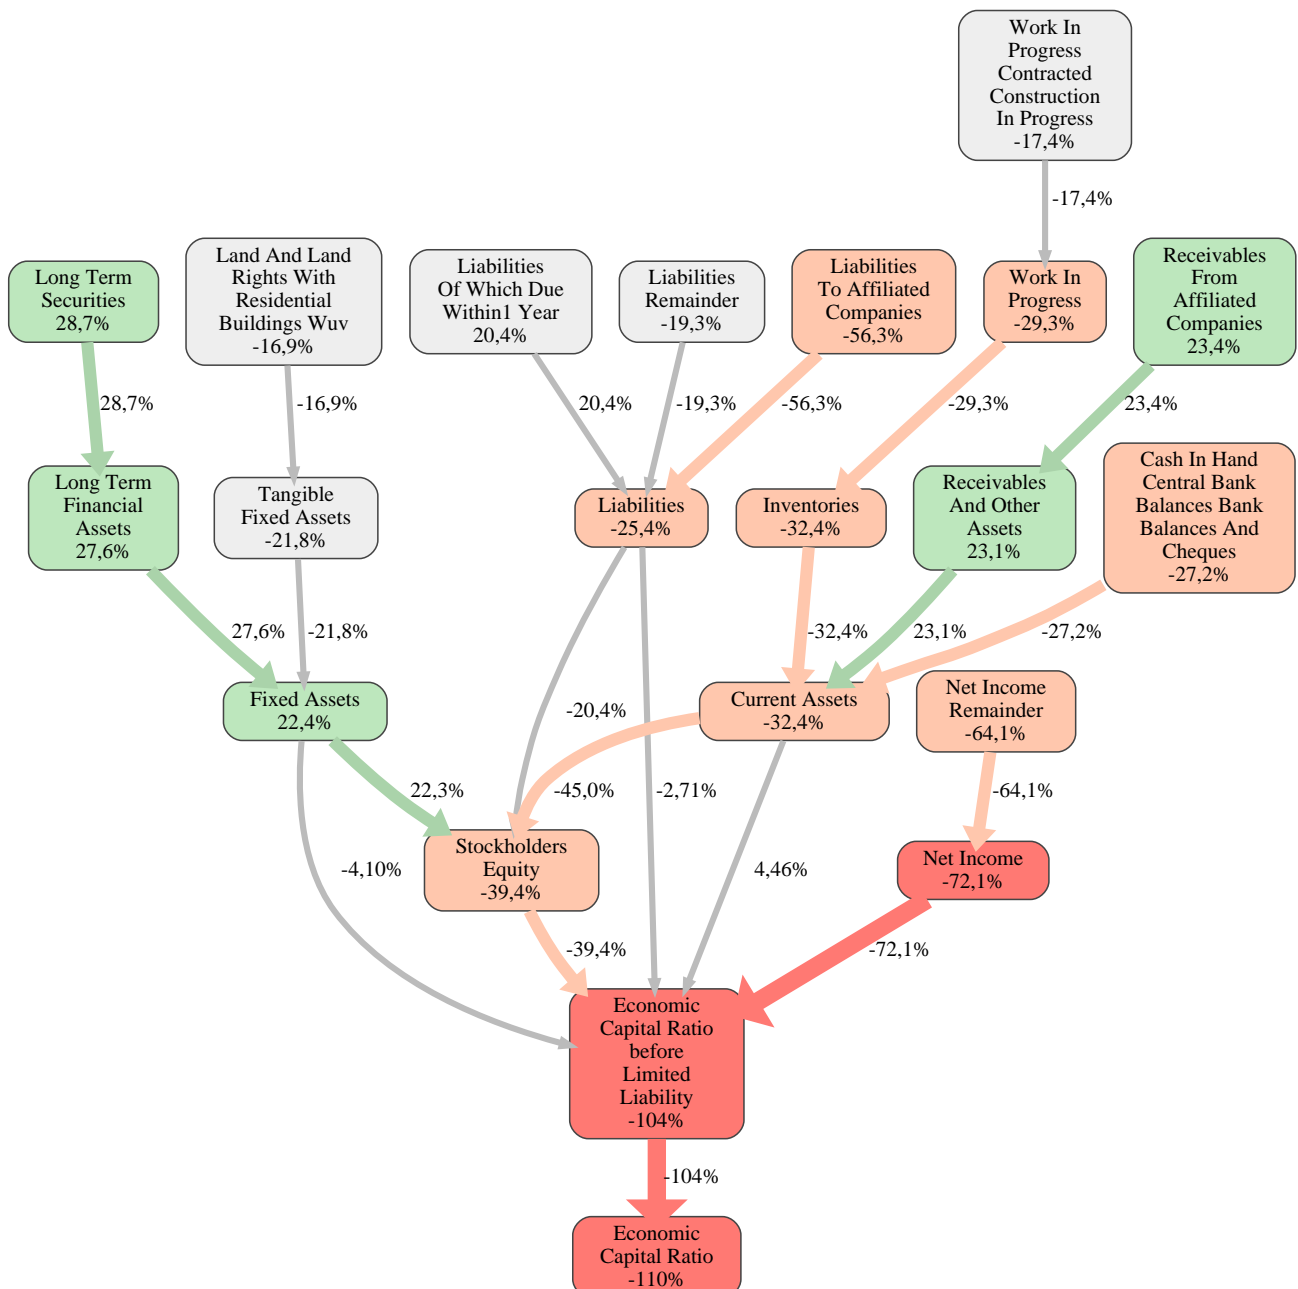 Work In
Progress
Contracted
Construction
In Progress
-17,4%
-17,4%
Long Term
Securities
28,7%
Land And Land
Rights With
Residential
Buildings Wuv
-16,9%
Liabilities
Of Which Due
Within1 Year
20,4%
Liabilities
Remainder
-19,3%
Liabilities
To Affiliated
Companies
-56,3%
Work In
Progress
-29,3%
Receivables
From
Affiliated
Companies
23,4%
28,7%
-16,9%
20,4%
-19,3%
-56,3%
-29,3%
23,4%
Long Term
Financial
Assets
27,6%
Tangible
Fixed Assets
-21,8%
Liabilities
-25,4%
Inventories
-32,4%
Receivables
And Other
Assets
23,1%
Cash In Hand
Central Bank
Balances Bank
Balances And
Cheques
-27,2%
27,6%
-21,8%
-32,4%
23,1%
-27,2%
Fixed Assets
22,4%
-20,4%
Current Assets
-32,4%
Net Income
Remainder
-64,1%
22,3%
-45,0%
-2,71%
-64,1%
-4,10%
Stockholders
Equity
-39,4%
4,46%
Net Income
-72,1%
-39,4%
-72,1%
Economic
Capital Ratio
before
Limited
Liability
-104%
-104%
Economic
Capital Ratio
-110%